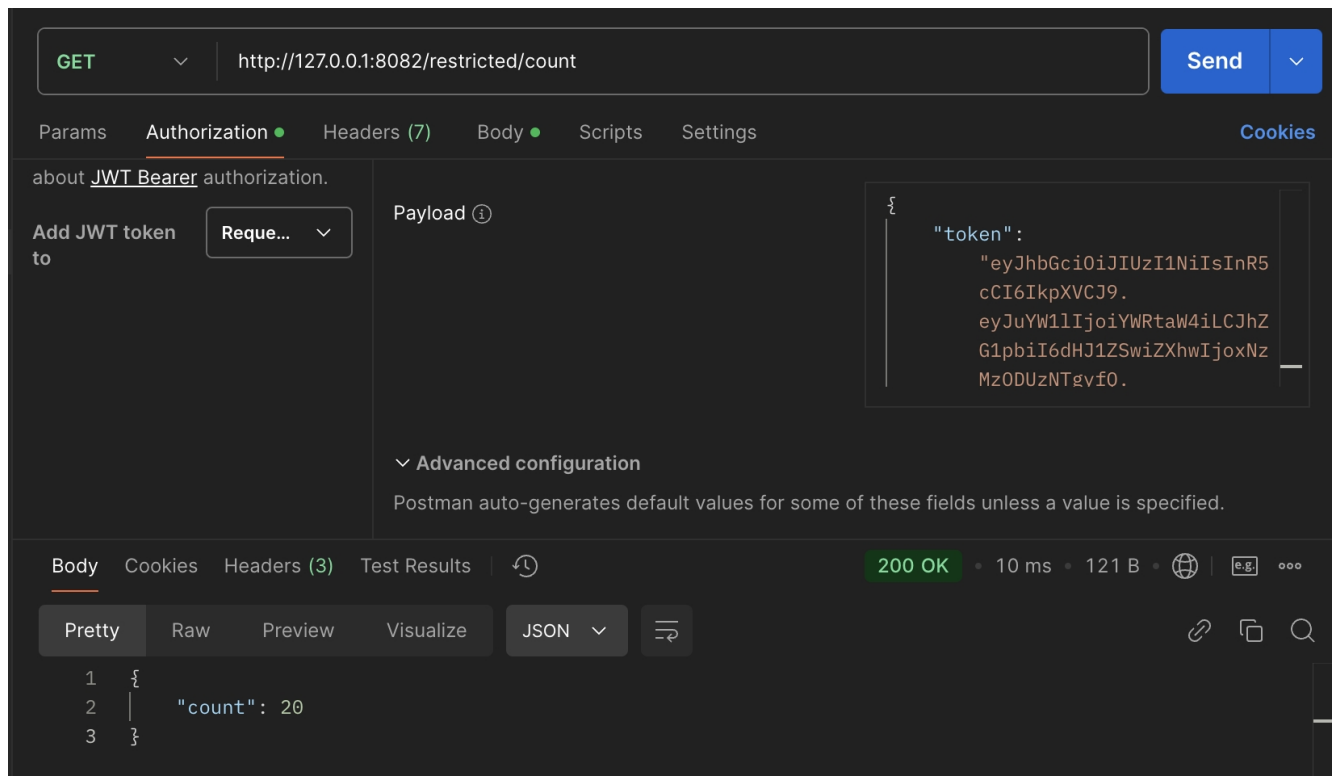 GET http://127.0.0.1:8082/restricted/count Send
Params Authorization Headers (7) Body Scripts Settings Cookies
about JWT Bearer authorization.
Add JWT token
to
Reque...
Payload
{
"token":
"eyJhbGciOiJIUzI1NiIsInR5
cCI6IkpXVCJ9.
eyJuYW1lIjoiYWRtaW4iLCJhZ
G1pbiI6dHJ1ZSwiZXhwIjoxNz
MzODUzNTgyfQ.
Advanced configuration
Postman auto-generates default values for some of these fields unless a value is specified.
Body Cookies Headers (3) Test Results 200 OK • 10 ms • 121 B • e.g.
Pretty Raw Preview Visualize JSON
1 {
2 "count": 20
3 }